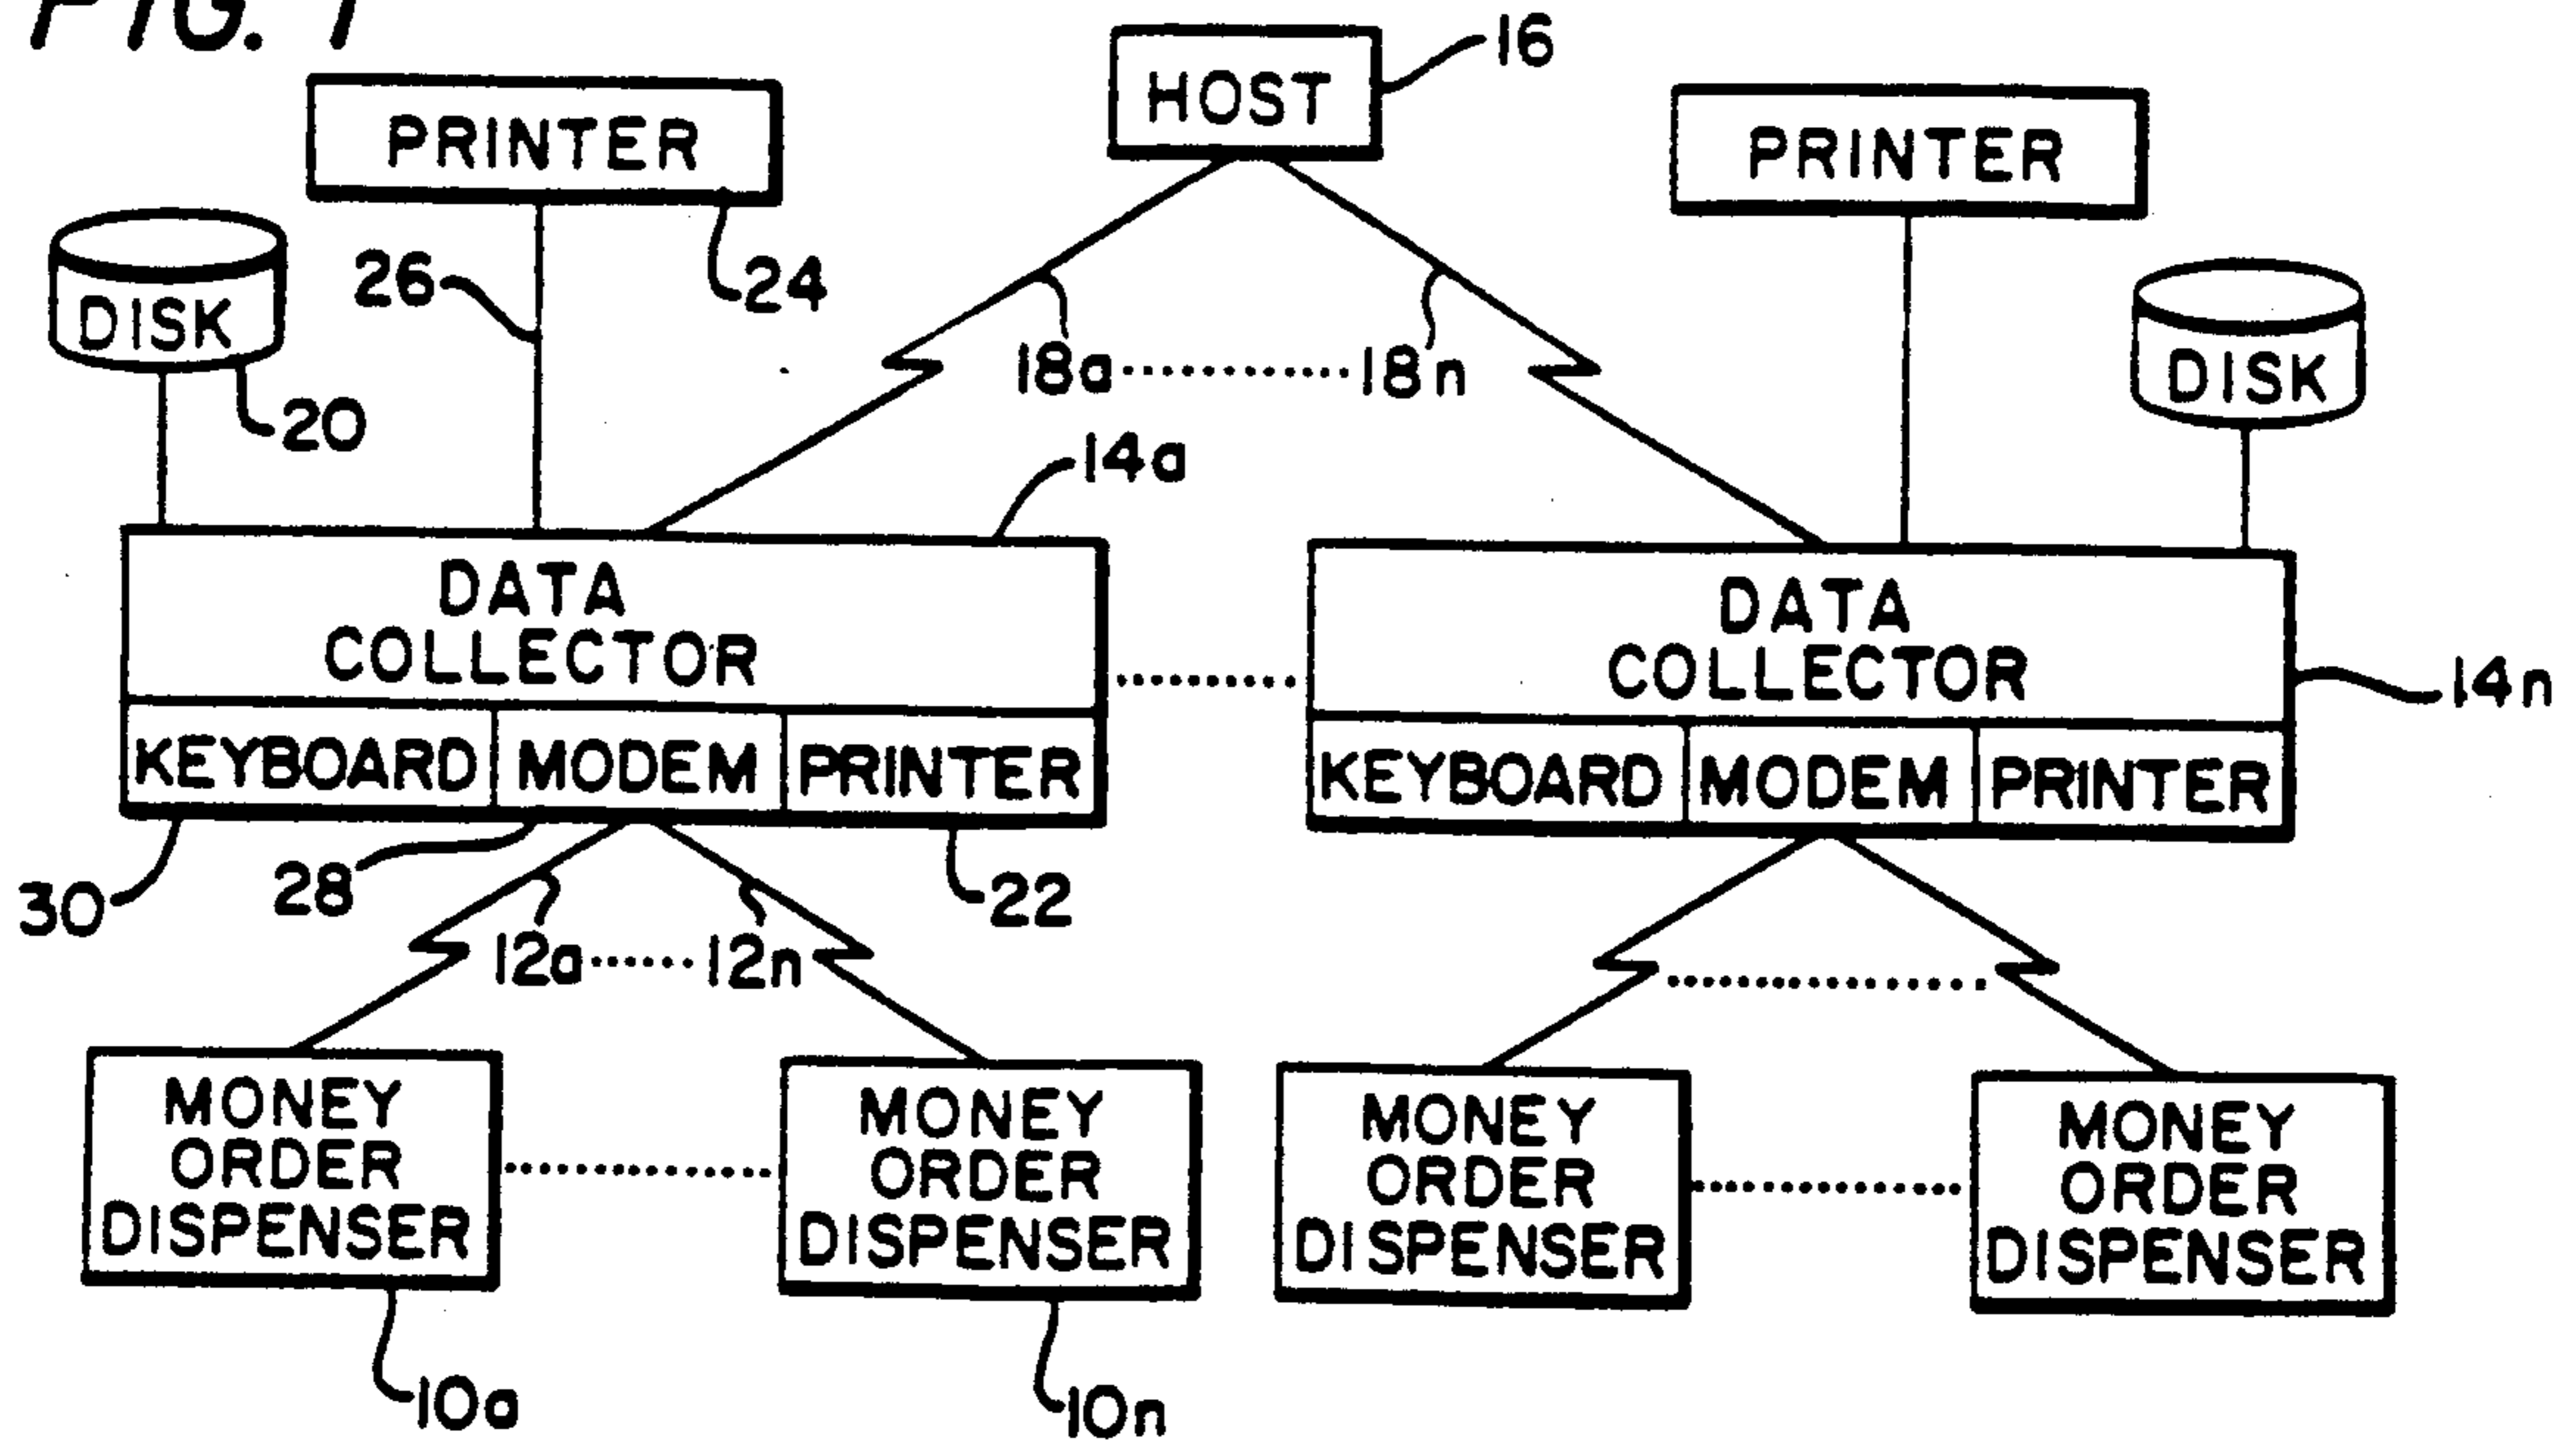 FIG. 1
HOST
16
PRINTER
PRINTER
DISK
26
24
18a
18n
DISK
20
14a
DATA
COLLECTOR
DATA
COLLECTOR
14n
KEYBOARD
MODEM
PRINTER
KEYBOARD
MODEM
PRINTER
30
28
12a
12n
22
MONEY
ORDER
DISPENSER
MONEY
ORDER
DISPENSER
MONEY
ORDER
DISPENSER
MONEY
ORDER
DISPENSER
10a
10n